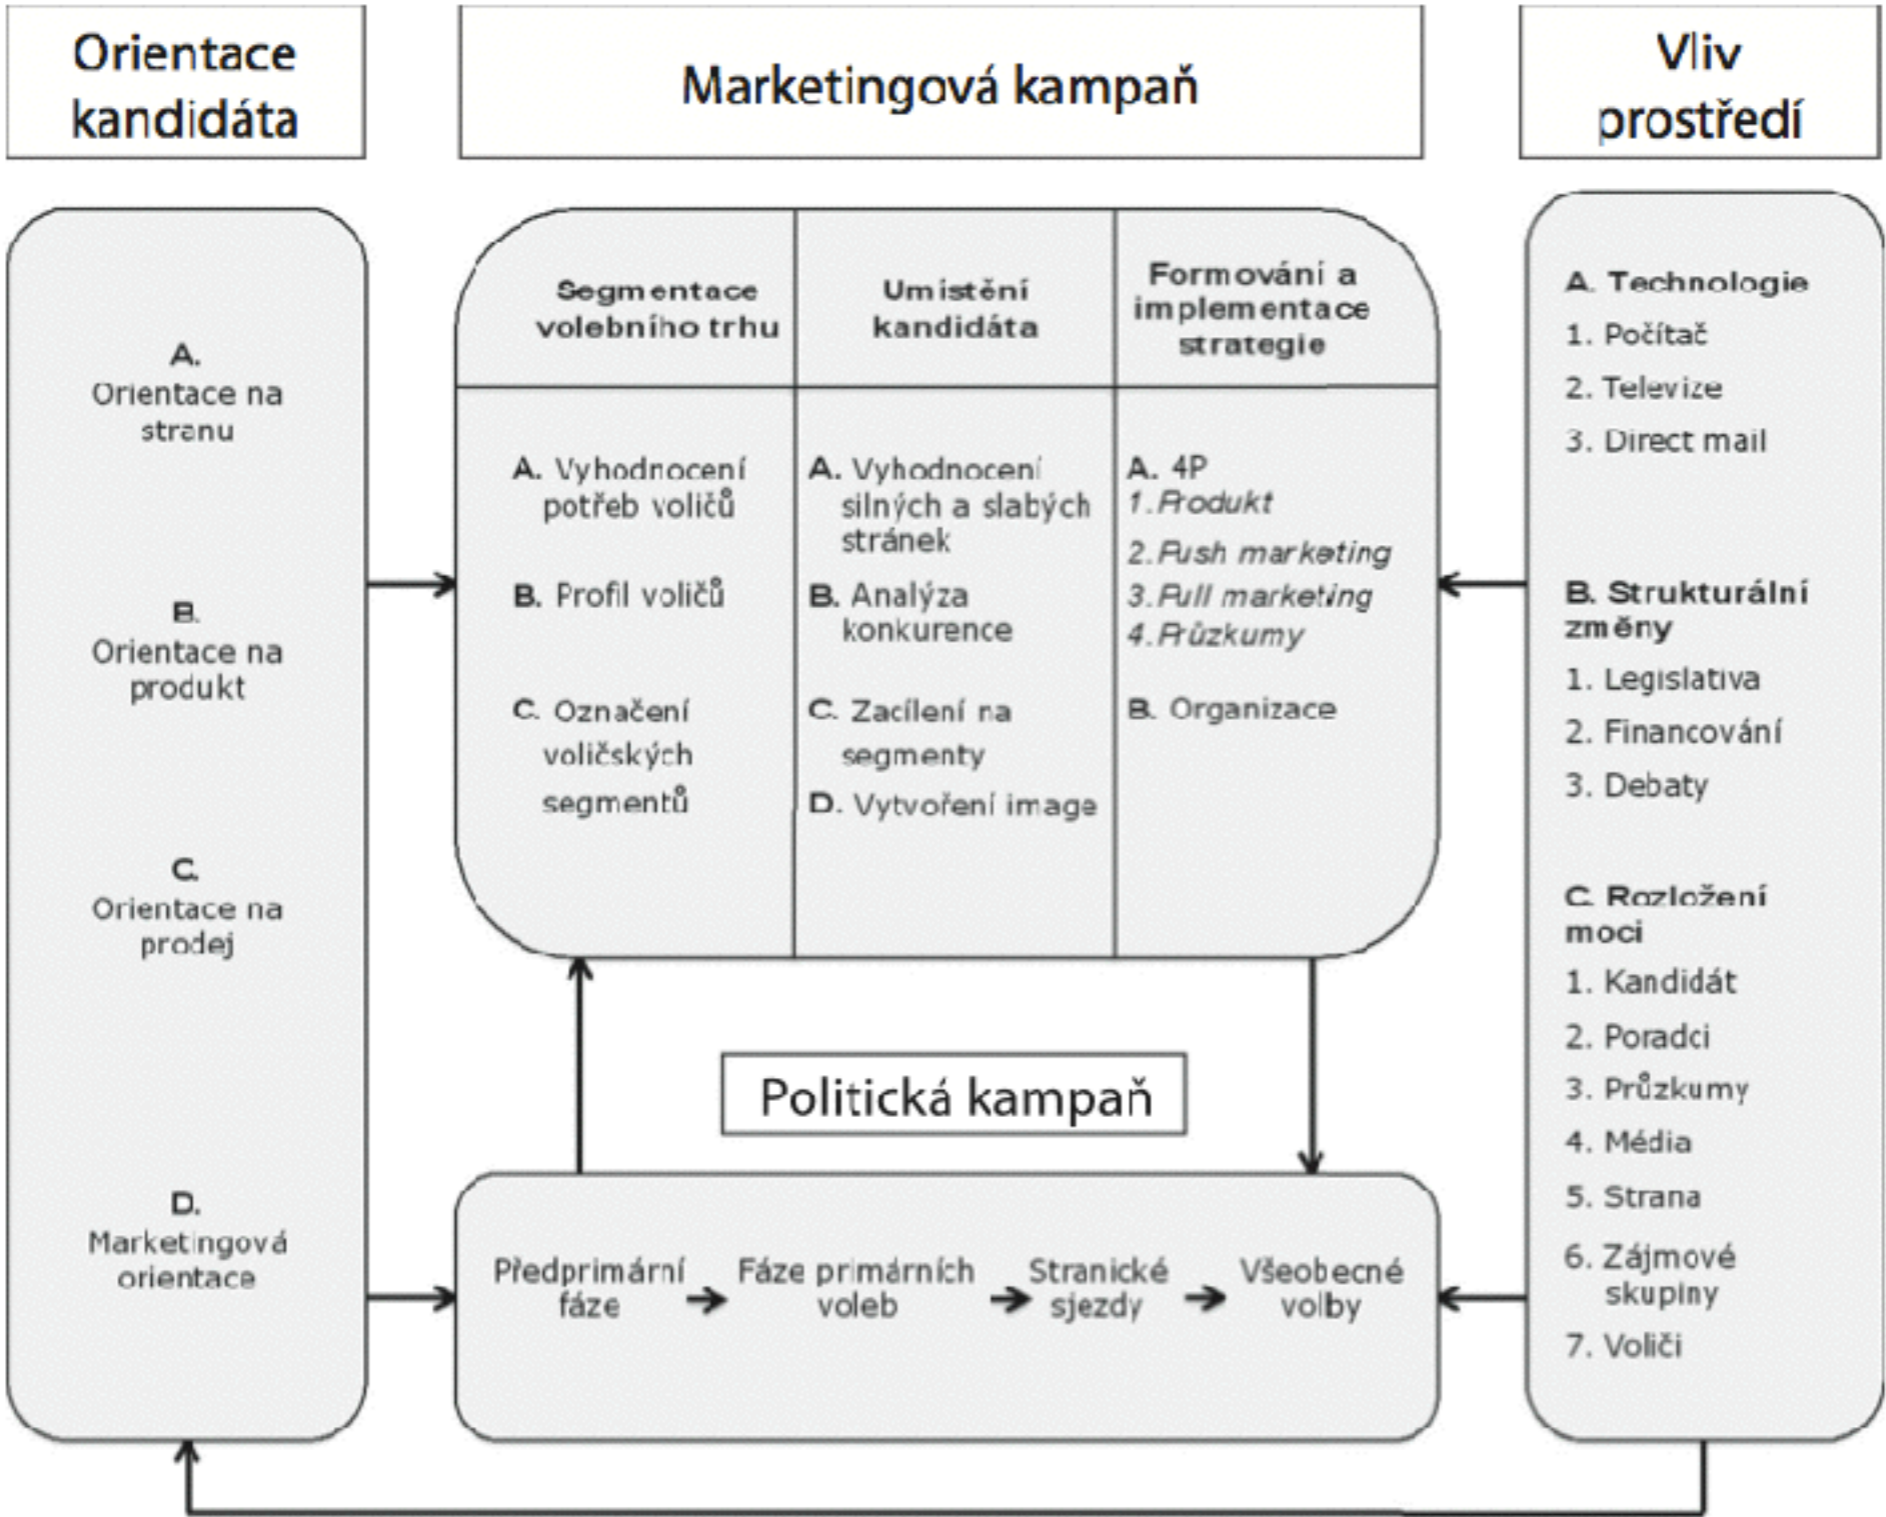 Orientace
kandidáta
Marketingová kampaň
Vliv
prostředí
A.
Orientace na
stranu
B.
Orientace na
produkt
C.
Orientace na
prodej
D.
Marketingová
orientace
Segmentace
volebního trhu
A. Vyhodnocení
potřeb voličů
B. Profil voličů
C. Označení
voličských
segmentů
Umístění
kandidáta
A. Vyhodnocení
silných a slabých
stránek
B. Analýza
konkurence
C. Zacílení na
segmenty
D. Vytvoření image
Formování a
implementace
strategie
A. 4P
1. Produkt
2. Push marketing
3. Pull marketing
4. Průzkumy
B. Organizace
Politická kampaň
Předprimární
fáze
Fáze primárních
voleb
Stranické
sjezdy
Všeobecné
volby
A. Technologie
1. Počítač
2. Televize
3. Direct mail
B. Strukturální
změny
1. Legislativa
2. Financování
3. Debaty
C. Rozložení
moci
1. Kandidát
2. Poradci
3. Průzkumy
4. Média
5. Strana
6. Zájmové
skupiny
7. Voliči